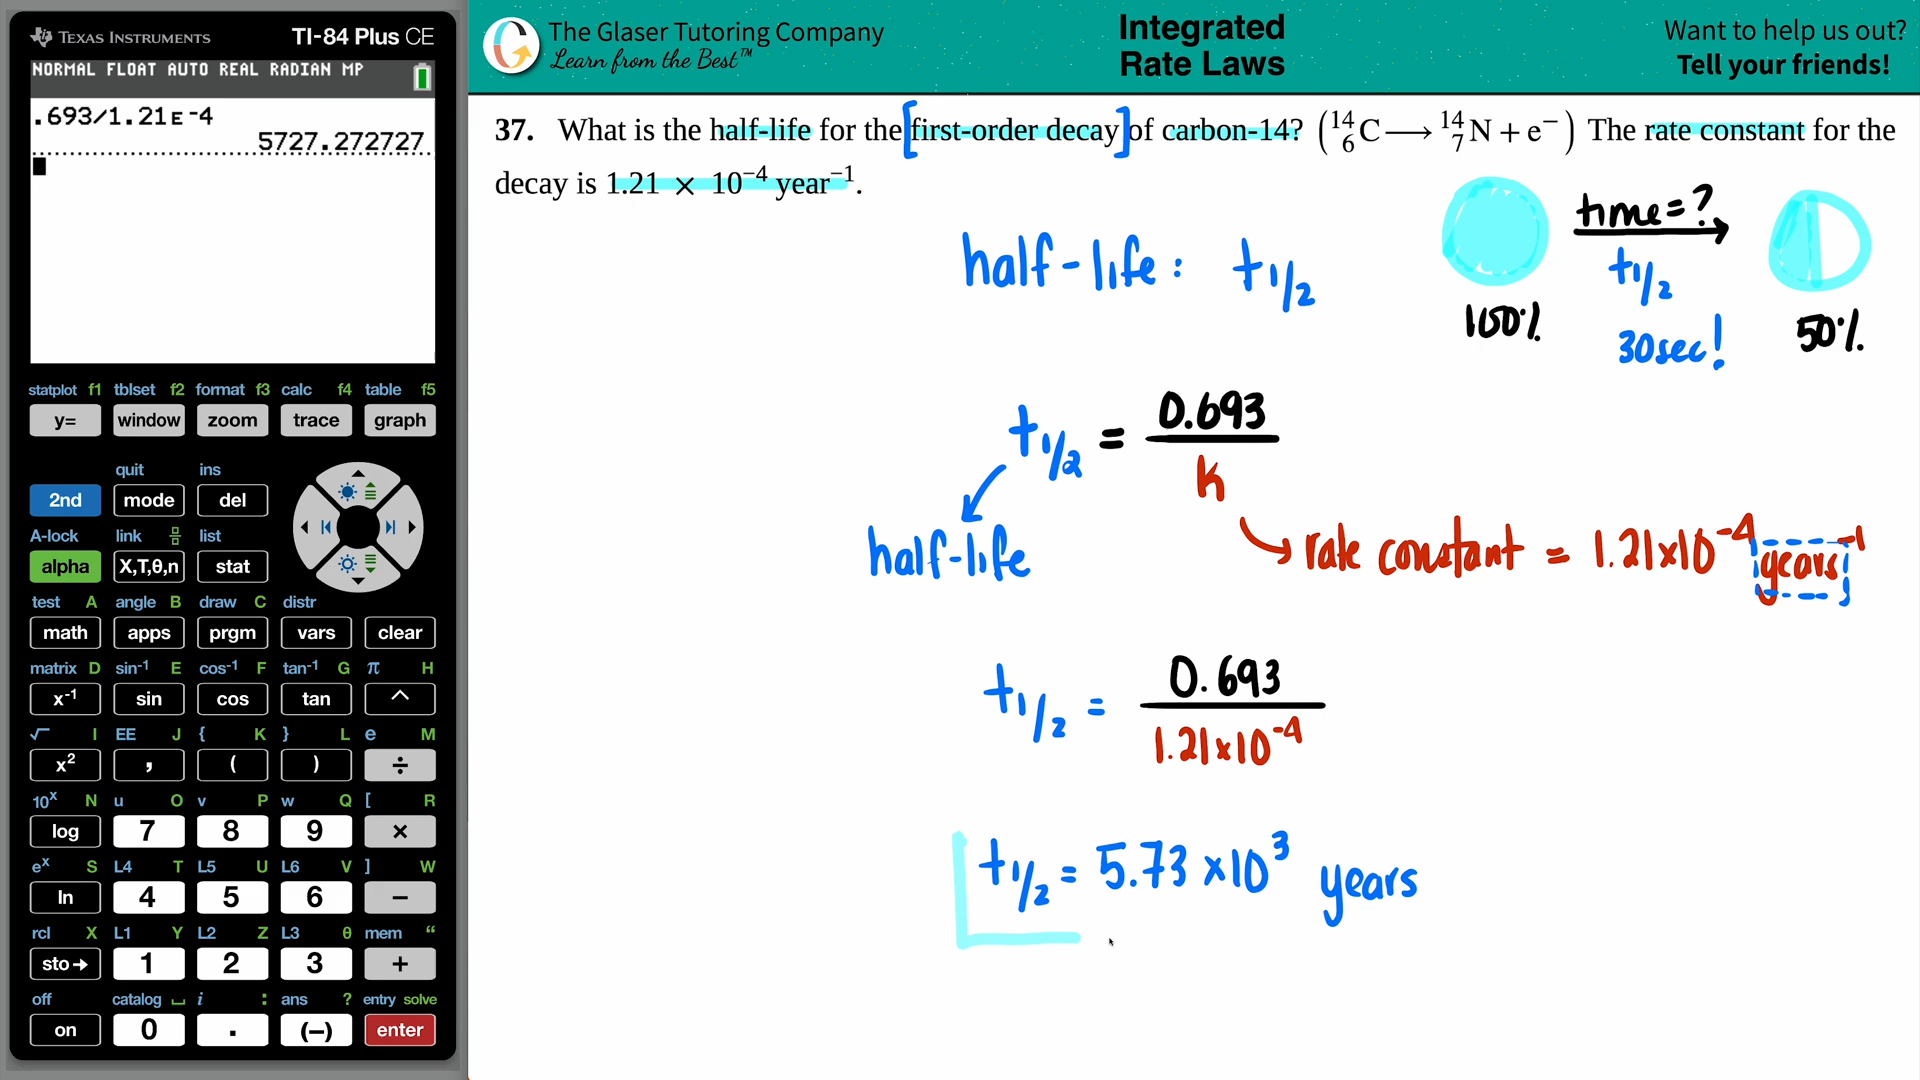 TEXAS INSTRUMENTS TI-84 Plus CE
NORMAL FLOAT AUTO REAL RADIAN MP
.693/1.21E-4
5727.272727
statplot f1 tblset f2 format f3 calc f4 table f5
y= window zoom trace graph
quit ins
2nd mode del
A-lock link list
alpha X,T,θ,n stat
test A angle B draw C distr
math apps prgm vars clear
matrix D sin⁻¹ E cos⁻¹ F tan⁻¹ G π H
x⁻¹ sin cos tan ^
√ I EE J { K } L e M
x² , ( ) ÷
10ˣ N u O v P w Q [ R
log 7 8 9 ×
eˣ S L4 T L5 U L6 V ] W
ln 4 5 6 −
rcl X L1 Y L2 Z L3 θ mem “
sto→ 1 2 3 +
off catalog ⎵ i : ans ? entry solve
on 0 . (−) enter
The Glaser Tutoring Company
Learn from the Best™
Integrated
Rate Laws
Want to help us out?
Tell your friends!
37. What is the half-life for the [first-order decay] of carbon-14? (¹⁴₆C ⟶ ¹⁴₇N + e⁻) The rate constant for the
decay is 1.21 × 10⁻⁴ year⁻¹.
time = ?
half-life: t1/2
t1/2
100%
30sec!
50%
t1/2 = 0.693 / k
half-life
rate constant = 1.21x10⁻⁴ years⁻¹
t1/2 = 0.693 / 1.21x10⁻⁴
t1/2 = 5.73 x10³ years